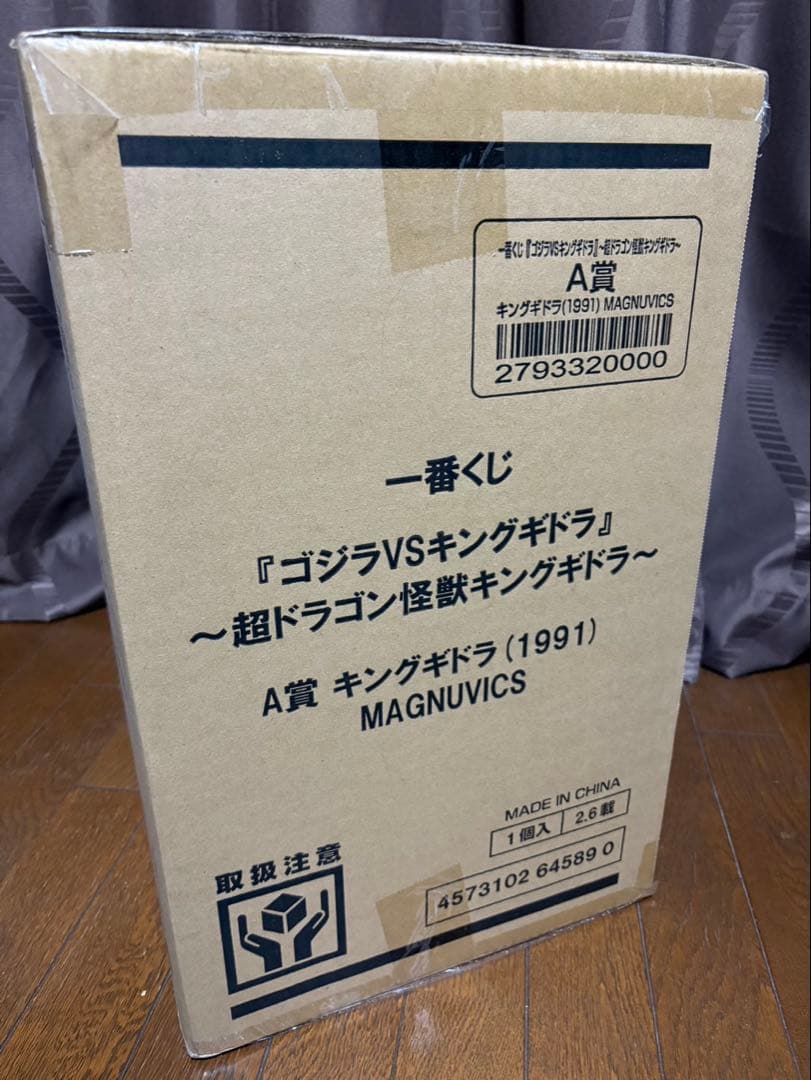 一番くじ『ゴジラVSキングギドラ』~超ドラゴン怪獣キングギドラ~
A賞
キングギドラ(1991) MAGNUVICS
2793320000
一番くじ
『ゴジラVSキングギドラ』
~超ドラゴン怪獣キングギドラ~
A賞 キングギドラ(1991)
MAGNUVICS
MADE IN CHINA
1個入 2.6載
4573102 64589 0
取扱注意